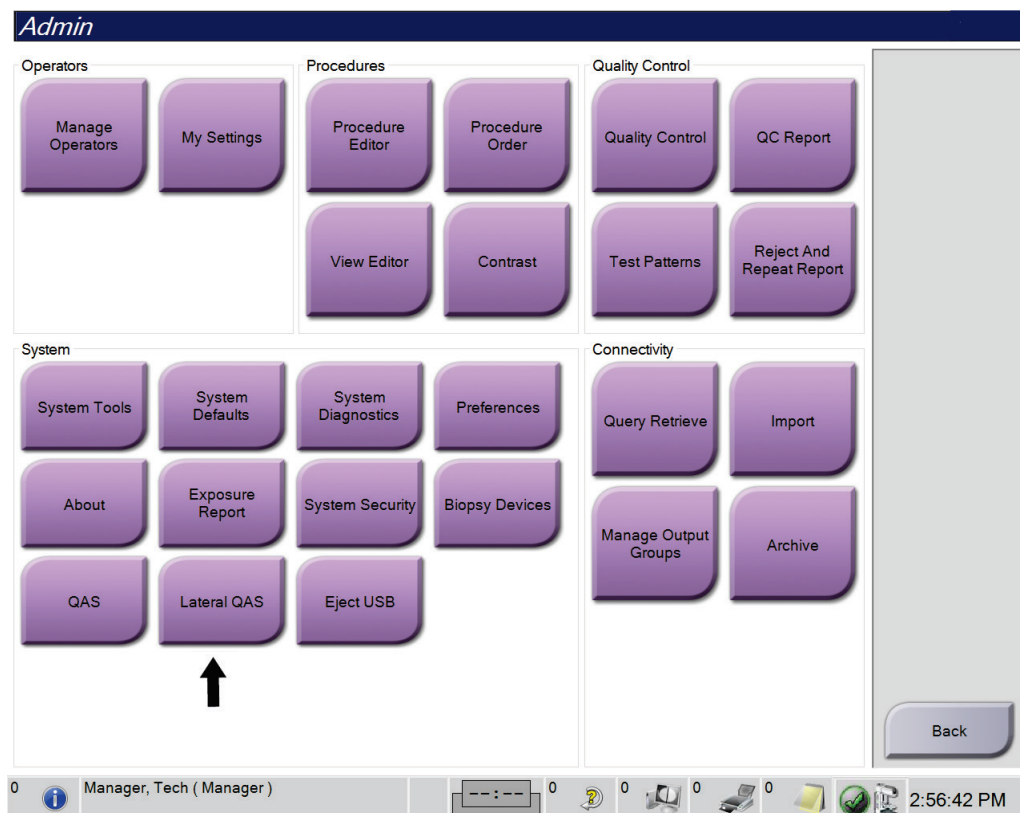 Admin
Operators
Manage
Operators
My Settings
Procedures
Procedure
Editor
Procedure
Order
View Editor
Contrast
Quality Control
Quality Control
QC Report
Test Patterns
Reject And
Repeat Report
System
System Tools
System
Defaults
System
Diagnostics
Preferences
About
Exposure
Report
System Security
Biopsy Devices
QAS
Lateral QAS
Eject USB
Connectivity
Query Retrieve
Import
Manage Output
Groups
Archive
Back
0
Manager, Tech ( Manager )
--:--
0
0
0
0
2:56:42 PM